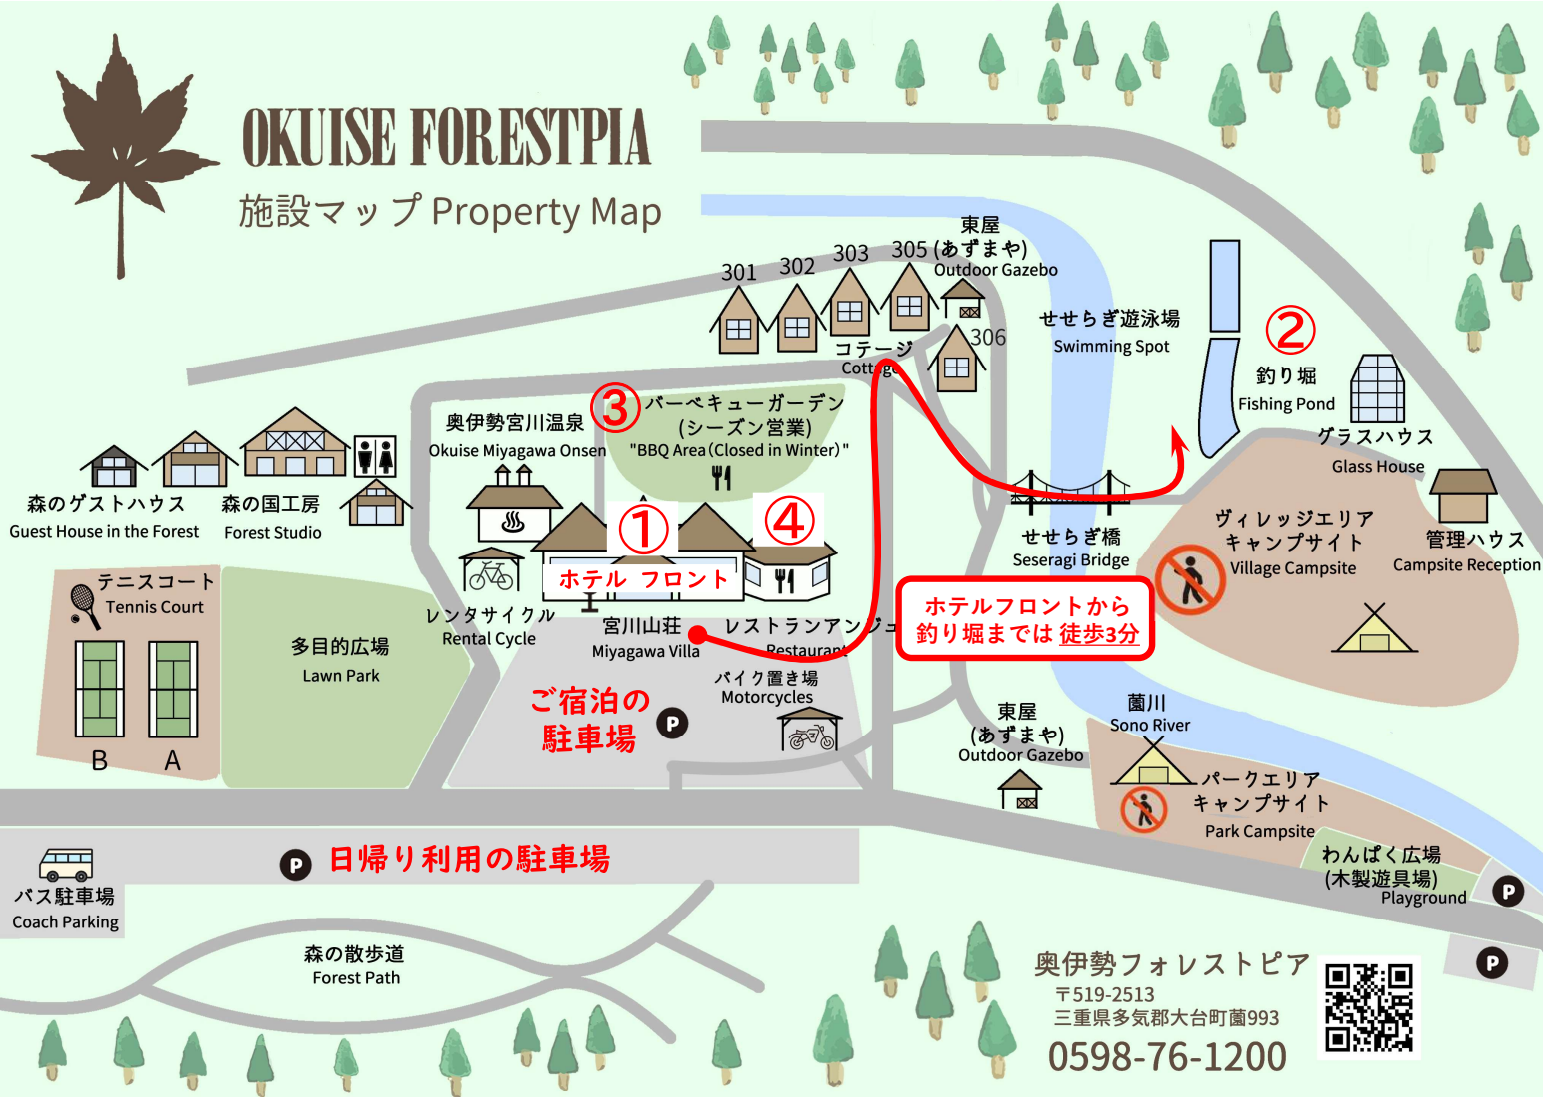 OKUISE FORESTPIA
施設マップ Property Map
301
302
303
305
306
東屋
(あずまや)
Outdoor Gazebo
コテージ
Cottage
せせらぎ遊泳場
Swimming Spot
②
釣り堀
Fishing Pond
グラスハウス
Glass House
③
バーベキューガーデン
(シーズン営業)
"BBQ Area(Closed in Winter)"
奥伊勢宮川温泉
Okuise Miyagawa Onsen
森のゲストハウス
Guest House in the Forest
森の国工房
Forest Studio
①
④
ホテル フロント
せせらぎ橋
Seseragi Bridge
ヴィレッジエリア
キャンプサイト
Village Campsite
管理ハウス
Campsite Reception
テニスコート
Tennis Court
B
A
多目的広場
Lawn Park
レンタサイクル
Rental Cycle
宮川山荘
Miyagawa Villa
レストランアンジュ
Restaurant
ホテルフロントから
釣り堀までは 徒歩3分
ご宿泊の
駐車場
P
バイク置き場
Motorcycles
東屋
(あずまや)
Outdoor Gazebo
薗川
Sono River
パークエリア
キャンプサイト
Park Campsite
わんぱく広場
(木製遊具場)
Playground
P
P
P
日帰り利用の駐車場
バス駐車場
Coach Parking
森の散歩道
Forest Path
奥伊勢フォレストピア
〒519-2513
三重県多気郡大台町薗993
0598-76-1200